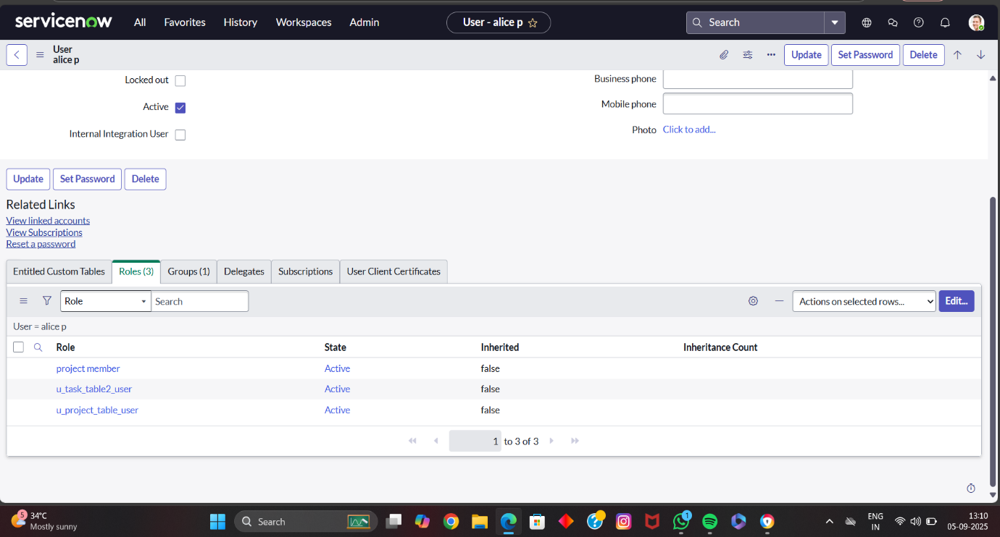 servicenow All Favorites History Workspaces Admin User - alice p Search
User
alice p
Update Set Password Delete
Locked out
Business phone
Active
Mobile phone
Internal Integration User
Photo Click to add...
Update Set Password Delete
Related Links
View linked accounts
View Subscriptions
Reset a password
Entitled Custom Tables Roles (3) Groups (1) Delegates Subscriptions User Client Certificates
Role Search Actions on selected rows... Edit...
User = alice p
Role State Inherited Inheritance Count
project member Active false
u_task_table2_user Active false
u_project_table_user Active false
1 to 3 of 3
5 34°C
Mostly sunny
Search
1
ENG
IN
13:10
05-09-2025